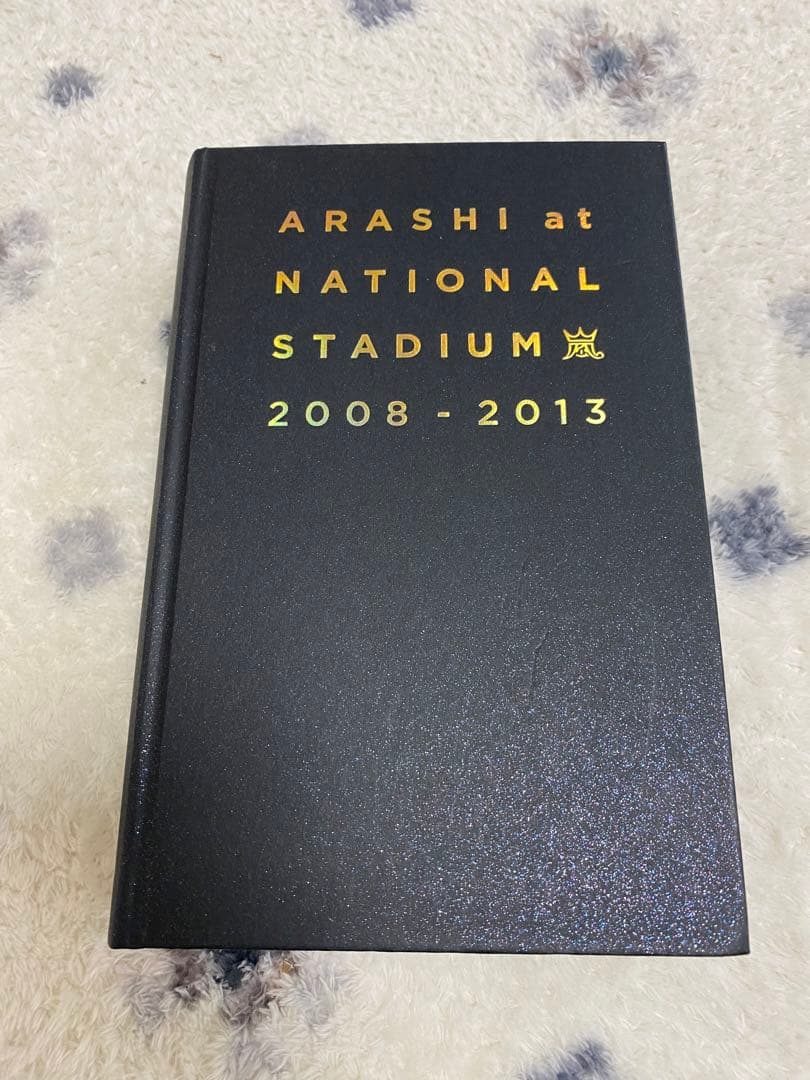 ARASHI at
NATIONAL
STADIUM 嵐
2008 - 2013